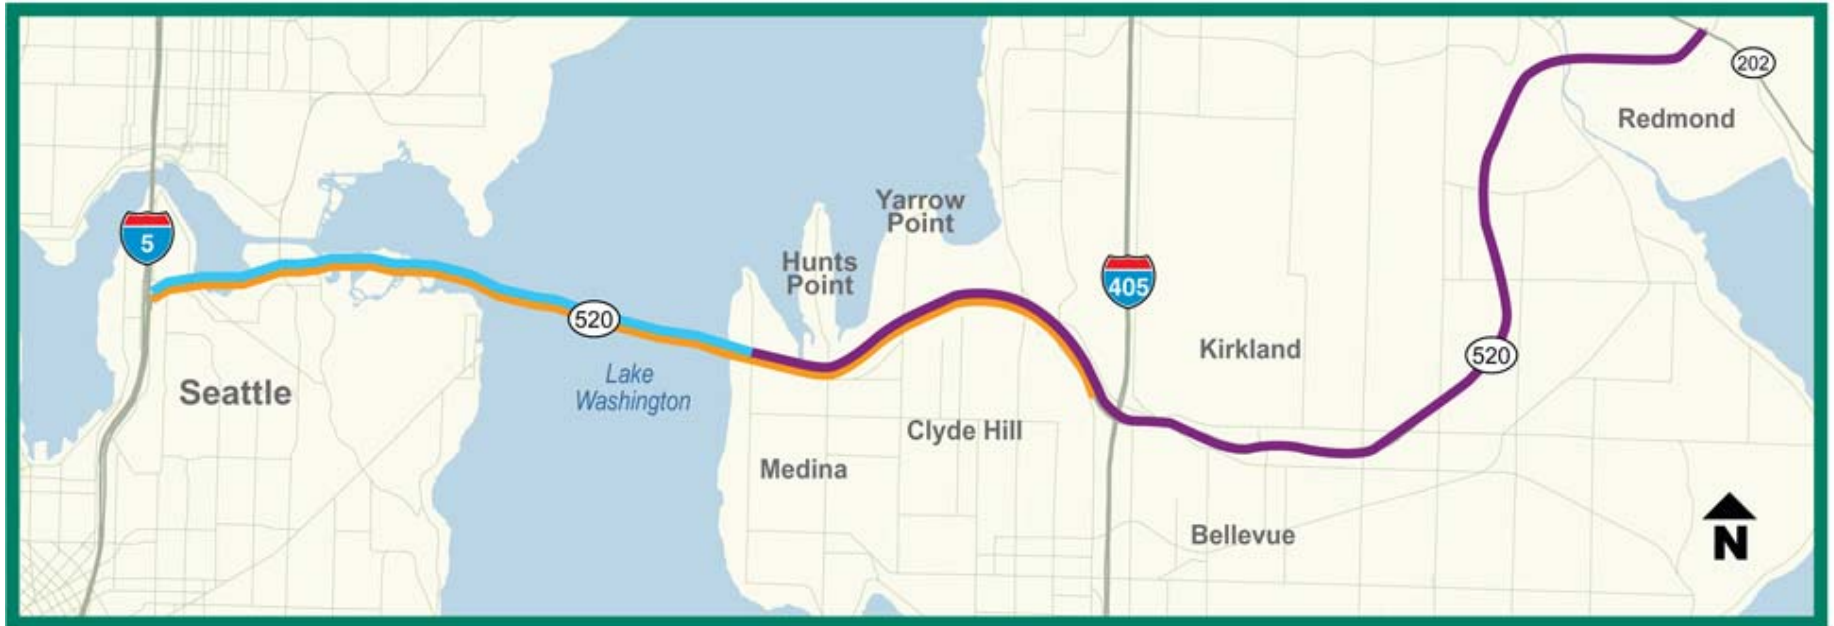 202
Redmond
Yarrow
Point
5
Hunts
Point
405
520
Kirkland
520
Lake
Washington
Seattle
Clyde Hill
Medina
Bellevue
N